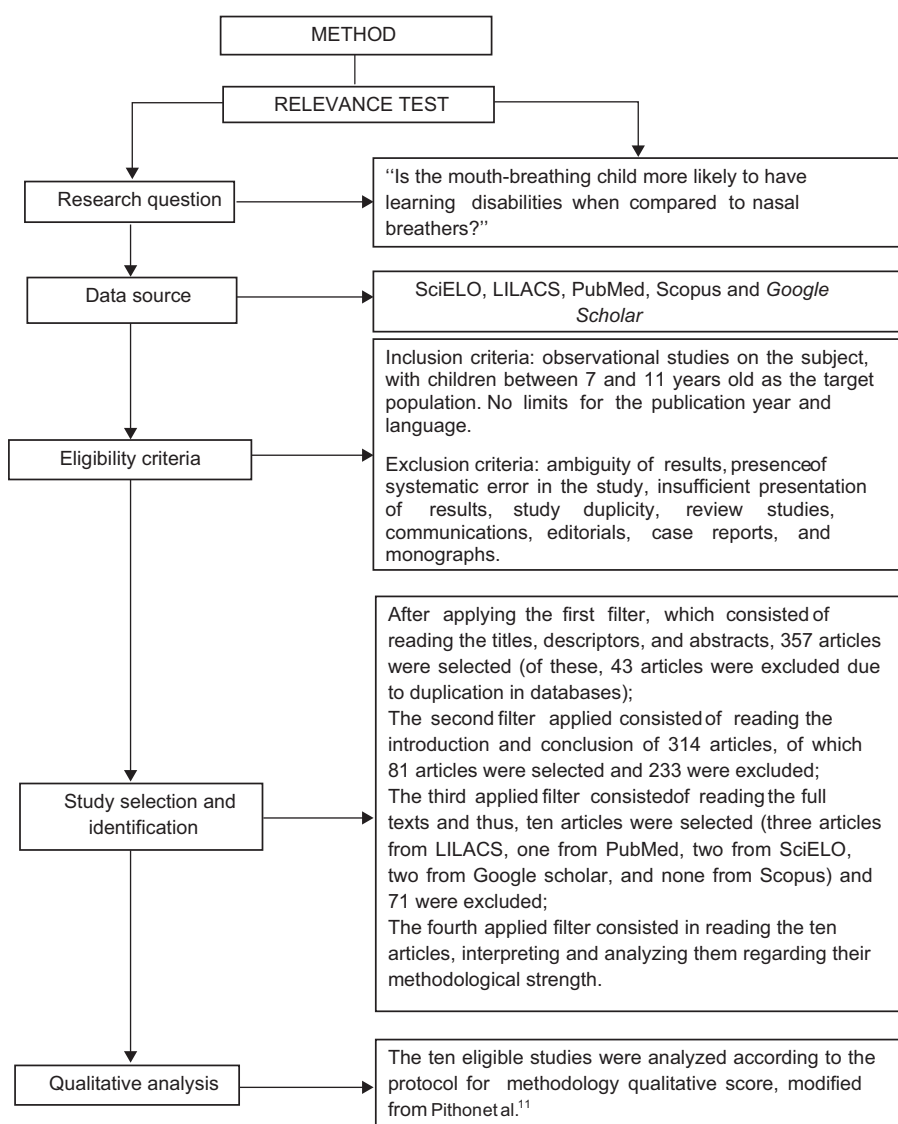 METHOD
RELEVANCE TEST
Research question
‘‘Is the mouth-breathing child more likely to have
learning disabilities when compared to nasal
breathers?’’
Data source
SciELO, LILACS, PubMed, Scopus and Google
Scholar
Eligibility criteria
Inclusion criteria: observational studies on the subject,
with children between 7 and 11 years old as the target
population. No limits for the publication year and
language.
Exclusion criteria: ambiguity of results, presenceof
systematic error in the study, insufficient presentation
of results, study duplicity, review studies,
communications, editorials, case reports, and
monographs.
Study selection and
identification
After applying the first filter, which consisted of
reading the titles, descriptors, and abstracts, 357 articles
were selected (of these, 43 articles were excluded due
to duplication in databases);
The second filter applied consisted of reading the
introduction and conclusion of 314 articles, of which
81 articles were selected and 233 were excluded;
The third applied filter consistedof reading the full
texts and thus, ten articles were selected (three articles
from LILACS, one from PubMed, two from SciELO,
two from Google scholar, and none from Scopus) and
71 were excluded;
The fourth applied filter consisted in reading the ten
articles, interpreting and analyzing them regarding their
methodological strength.
Qualitative analysis
The ten eligible studies were analyzed according to the
protocol for methodology qualitative score, modified
from Pithonet al.11